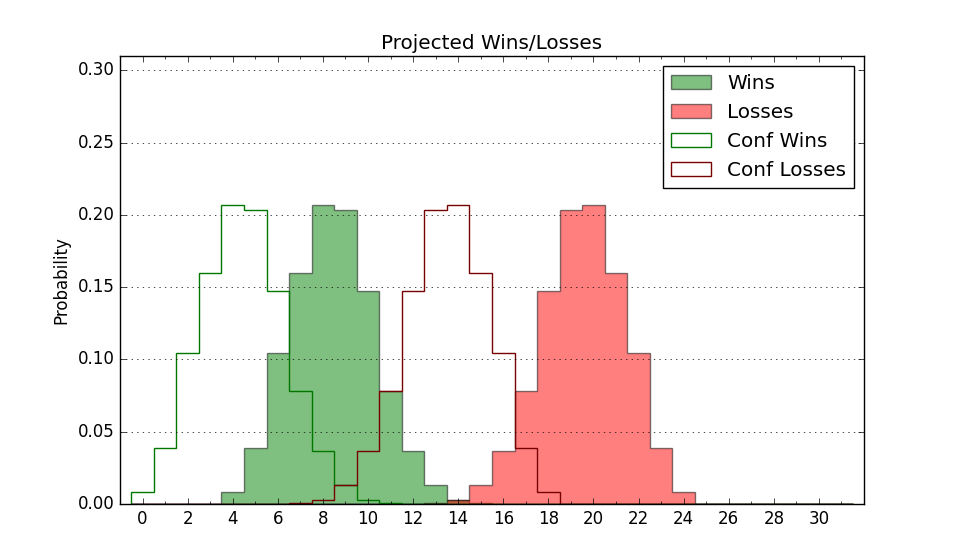 Projected Wins/Losses
Wins
Losses
Conf Wins
Conf Losses
Probability
0.30
0.25
0.20
0.15
0.10
0.05
0.00
0 2 4 6 8 10 12 14 16 18 20 22 24 26 28 30